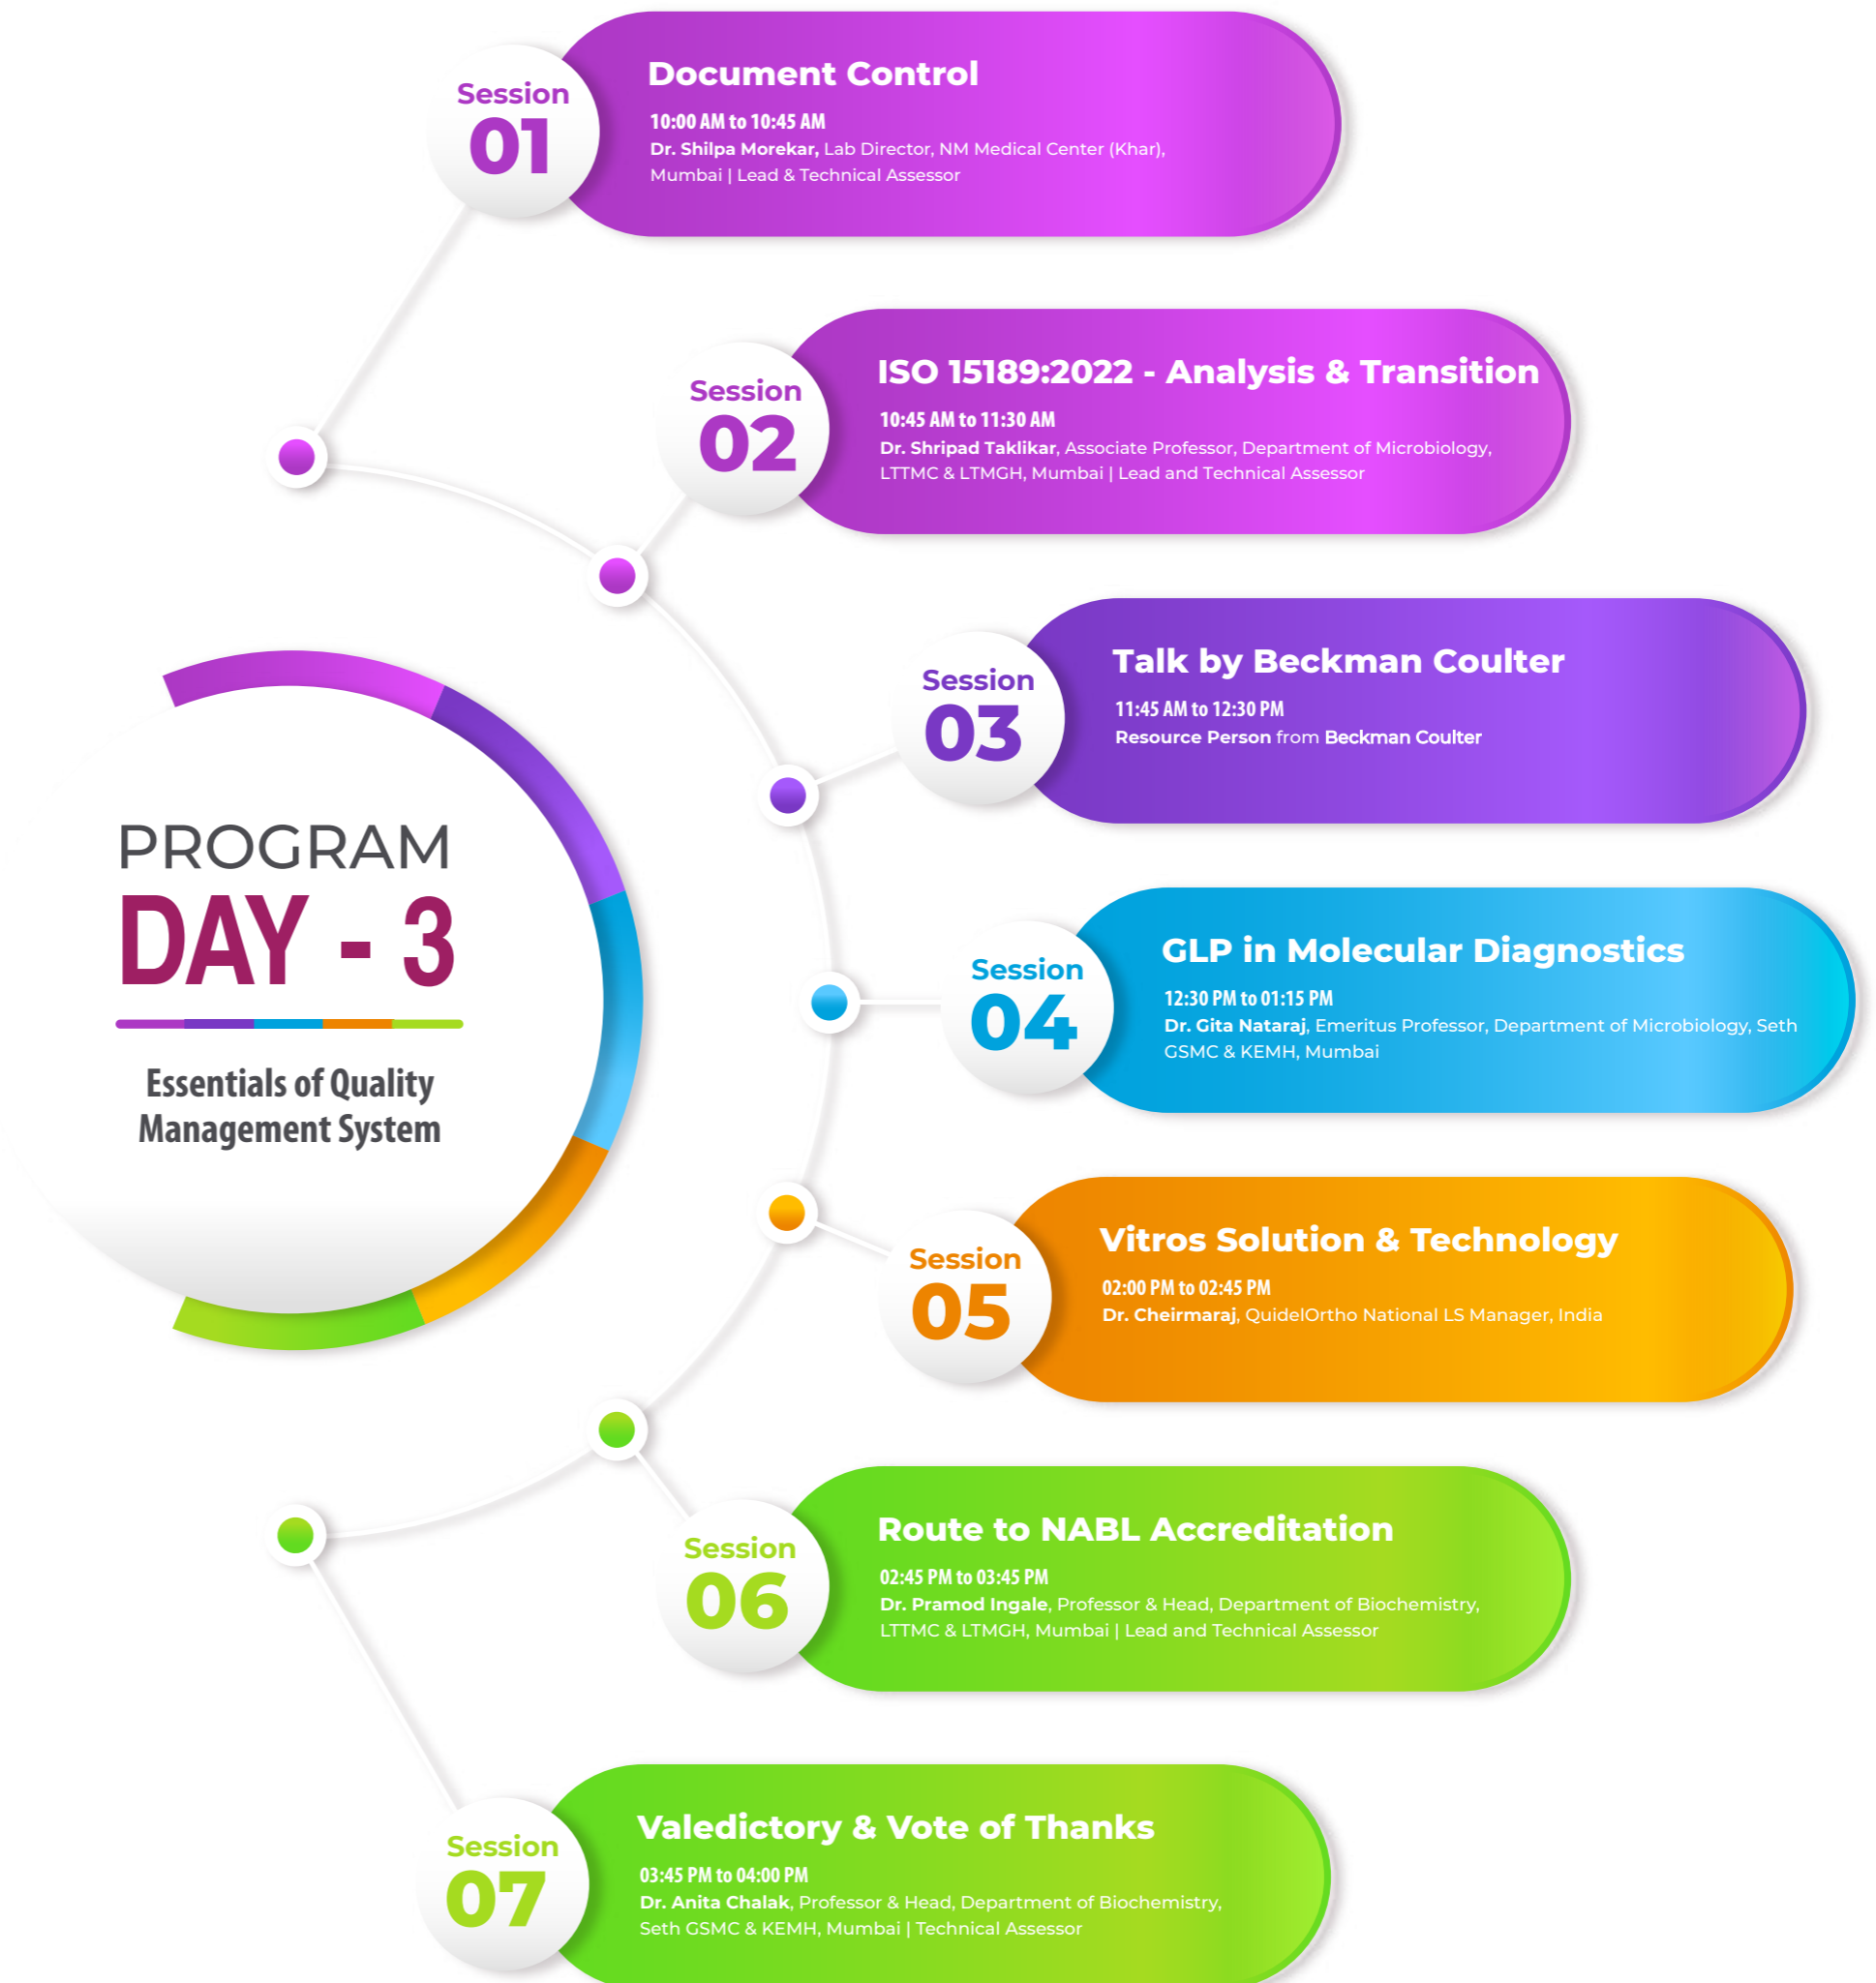 Session
01
Document Control
10:00 AM to 10:45 AM
Dr. Shilpa Morekar, Lab Director, NM Medical Center (Khar),
Mumbai | Lead & Technical Assessor
Session
02
ISO 15189:2022 - Analysis & Transition
10:45 AM to 11:30 AM
Dr. Shripad Taklikar, Associate Professor, Department of Microbiology,
LTTMC & LTMGH, Mumbai | Lead and Technical Assessor
Session
03
Talk by Beckman Coulter
11:45 AM to 12:30 PM
Resource Person from Beckman Coulter
PROGRAM
DAY - 3
Essentials of Quality
Management System
Session
04
GLP in Molecular Diagnostics
12:30 PM to 01:15 PM
Dr. Gita Nataraj, Emeritus Professor, Department of Microbiology, Seth
GSMC & KEMH, Mumbai
Session
05
Vitros Solution & Technology
02:00 PM to 02:45 PM
Dr. Cheirmaraj, QuidelOrtho National LS Manager, India
Session
06
Route to NABL Accreditation
02:45 PM to 03:45 PM
Dr. Pramod Ingale, Professor & Head, Department of Biochemistry,
LTTMC & LTMGH, Mumbai | Lead and Technical Assessor
Session
07
Valedictory & Vote of Thanks
03:45 PM to 04:00 PM
Dr. Anita Chalak, Professor & Head, Department of Biochemistry,
Seth GSMC & KEMH, Mumbai | Technical Assessor